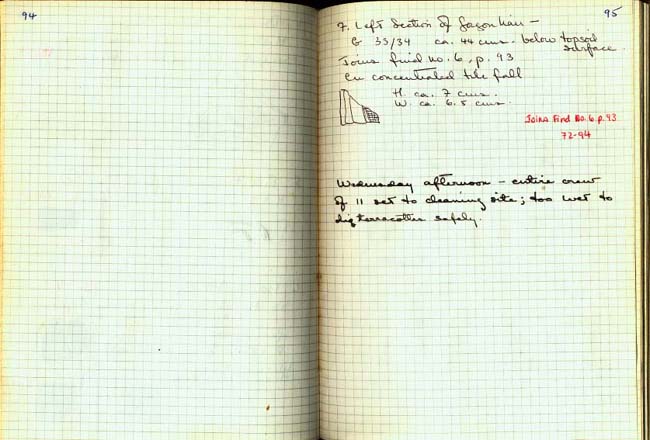 94
95
7. Left Section of Gorgon hair –
G 33/34 ca. 44 cms. below topsoil
surface.
Joins find no. 6, p. 93
In concentrated tile fall
H. ca. 7 cms.
W. ca. 6.5 cms.
Joins Find No. 6, p. 93
72-94
Wednesday afternoon – entire crew
of 11 set to cleaning site; too wet to
dig terracottas safely.